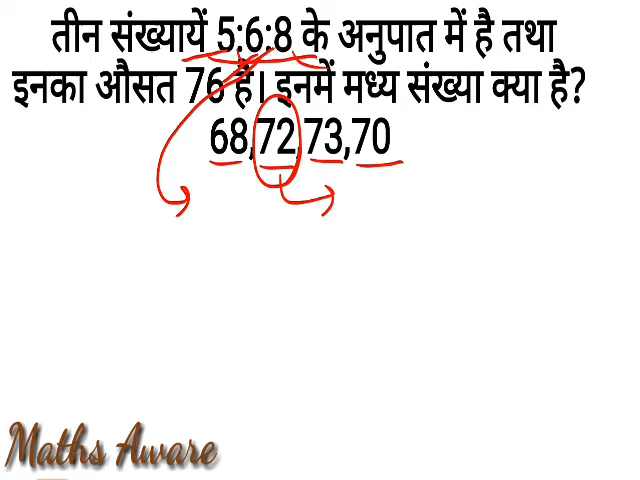 तीन संख्यायें 5:6:8 के अनुपात में है तथा
इनका औसत 76 है। इनमें मध्य संख्या क्या है?
68,72,73,70
Maths Aware